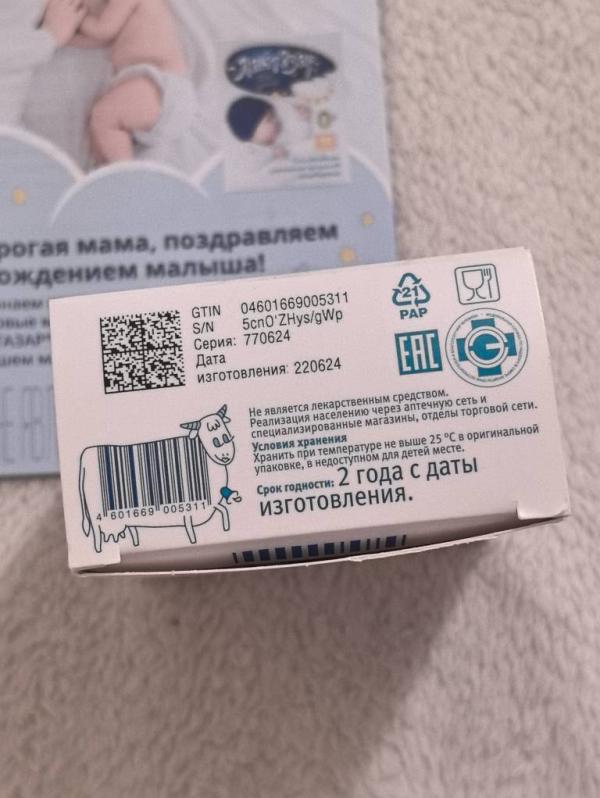 рогая мама, поздравляем
ождением малыша!
GTIN 04601669005311
S/N 5cnO'ZHys/gWp
Серия: 770624
Дата
изготовления: 220624
21
PAP
EAC
Не является лекарственным средством.
Реализация населению через аптечную сеть и
специализированные магазины, отделы торговой сети.
Условия хранения
Хранить при температуре не выше 25 °С в оригинальной
упаковке, в недоступном для детей месте.
Срок годности: 2 года с даты
изготовления.
4 601669 005311